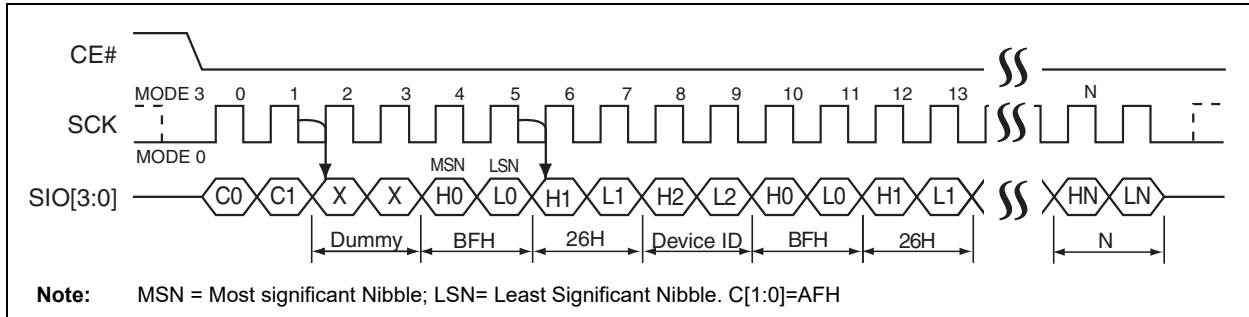 CE#
MODE 3 0 1 2 3 4 5 6 7 8 9 10 11 12 13 N
SCK
MODE 0
MSN LSN
SIO[3:0] C0 C1 X X H0 L0 H1 L1 H2 L2 H0 L0 H1 L1 HN LN
Dummy BFH 26H Device ID BFH 26H N
Note: MSN = Most significant Nibble; LSN= Least Significant Nibble. C[1:0]=AFH